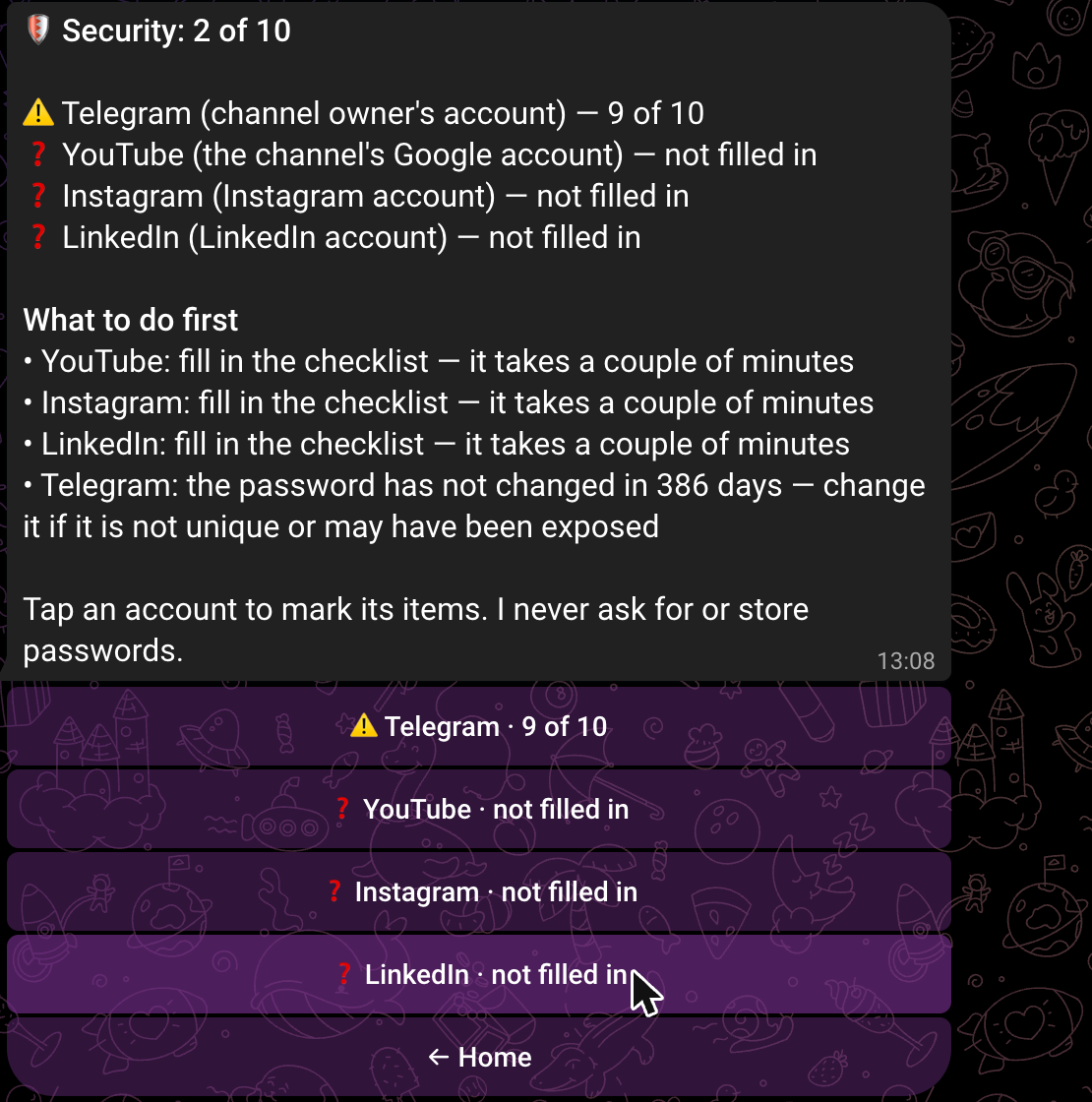 🛡 Security: 2 of 10
⚠️ Telegram (channel owner's account) — 9 of 10
❓ YouTube (the channel's Google account) — not filled in
❓ Instagram (Instagram account) — not filled in
❓ LinkedIn (LinkedIn account) — not filled in
What to do first
• YouTube: fill in the checklist — it takes a couple of minutes
• Instagram: fill in the checklist — it takes a couple of minutes
• LinkedIn: fill in the checklist — it takes a couple of minutes
• Telegram: the password has not changed in 386 days — change
it if it is not unique or may have been exposed
Tap an account to mark its items. I never ask for or store
passwords.
13:08
⚠️ Telegram · 9 of 10
❓ YouTube · not filled in
❓ Instagram · not filled in
❓ LinkedIn · not filled in
← Home